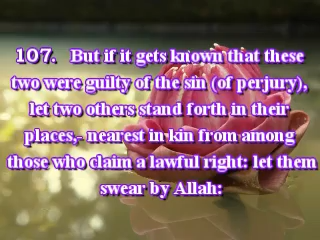 107. But if it gets known that these
two were guilty of the sin (of perjury),
let two others stand forth in their
places,- nearest in kin from among
those who claim a lawful right: let them
swear by Allah: